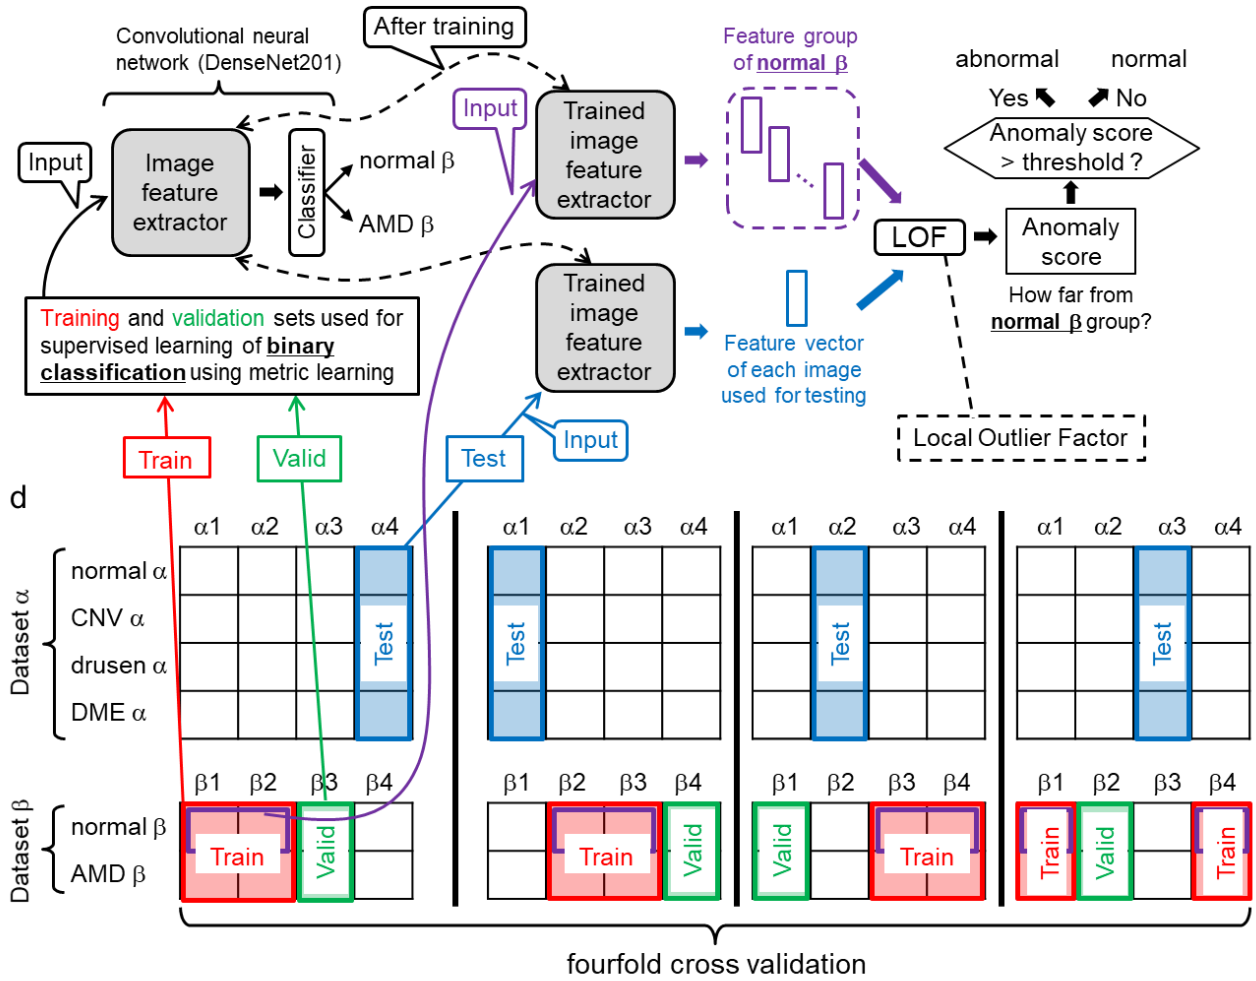 Convolutional neural
network (DenseNet201)
After training
Input
Image
feature
extractor
Classifier
normal β
AMD β
Input
Trained
image
feature
extractor
Feature group
of normal β
abnormal
normal
Yes
No
Anomaly score
> threshold ?
LOF
Anomaly
score
How far from
normal β group?
Trained
image
feature
extractor
Feature vector
of each image
used for testing
Input
Local Outlier Factor
Training and validation sets used for
supervised learning of binary
classification using metric learning
Train
Valid
Test
d
α1 α2 α3 α4
α1 α2 α3 α4
α1 α2 α3 α4
α1 α2 α3 α4
Dataset α
normal α
CNV α
drusen α
DME α
Test
Test
Test
Test
β1 β2 β3 β4
β1 β2 β3 β4
β1 β2 β3 β4
β1 β2 β3 β4
Dataset β
normal β
AMD β
Train
Valid
Train
Valid
Valid
Train
Train
Valid
Train
fourfold cross validation